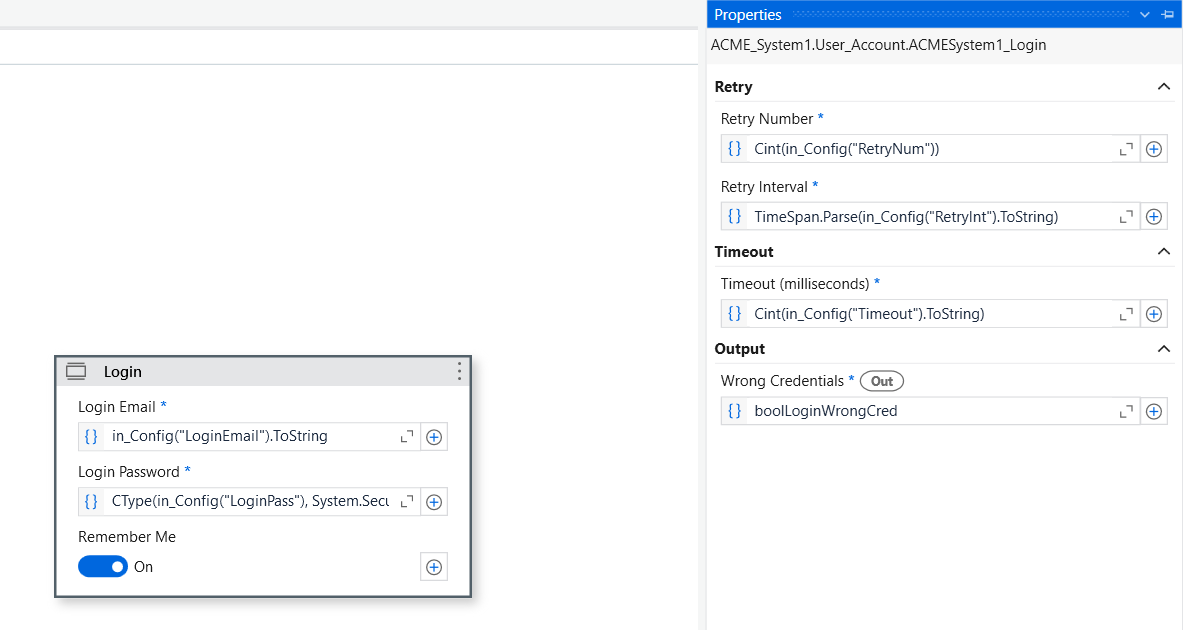 Properties
ACME_System1.User_Account.ACMESystem1_Login
Retry
Retry Number *
{} Cint(in_Config("RetryNum"))
Retry Interval *
{} TimeSpan.Parse(in_Config("RetryInt").ToString)
Timeout
Timeout (milliseconds) *
{} Cint(in_Config("Timeout").ToString)
Output
Wrong Credentials * Out
{} boolLoginWrongCred
Login
Login Email *
{} in_Config("LoginEmail").ToString
Login Password *
{} CType(in_Config("LoginPass"), System.Secu
Remember Me
On